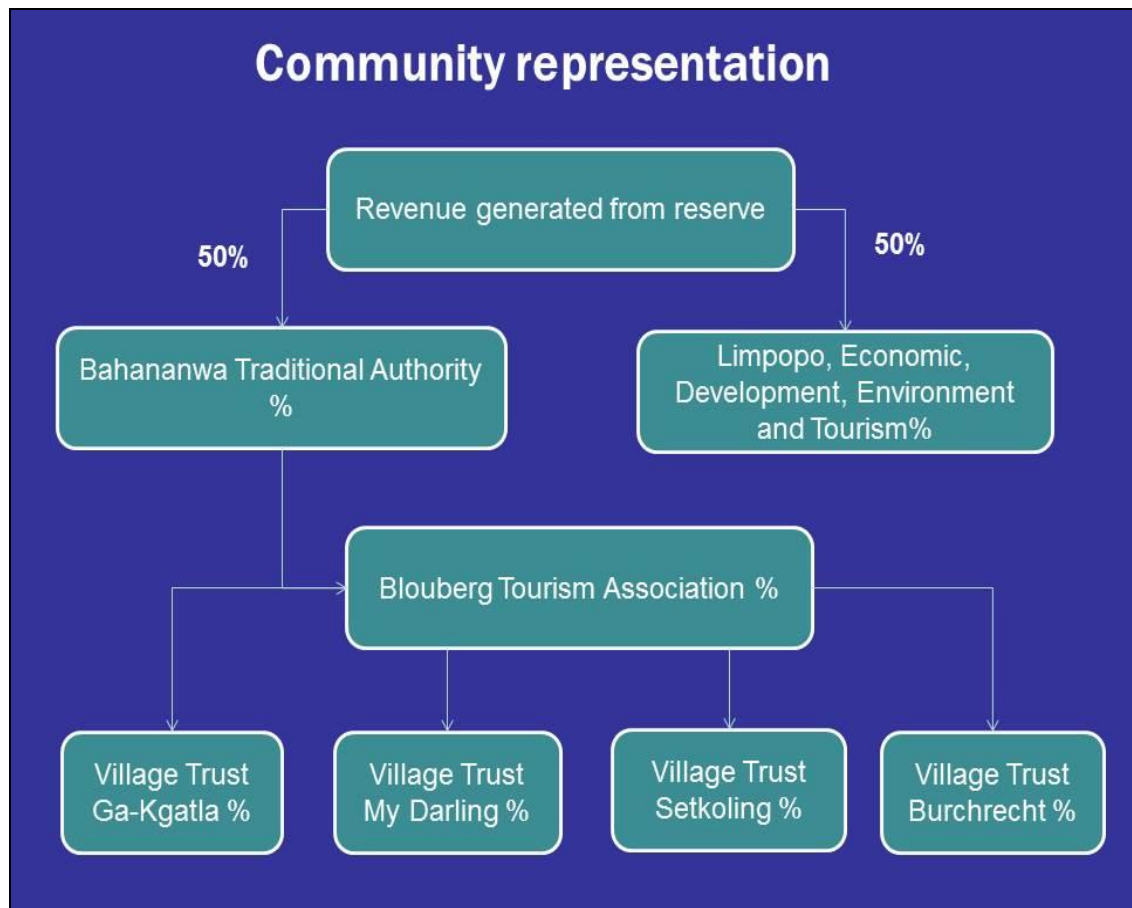 Community representation
Revenue generated from reserve
50%
50%
Bahananwa Traditional Authority
%
Limpopo, Economic,
Development, Environment
and Tourism%
Blouberg Tourism Association %
Village Trust
Ga-Kgatla %
Village Trust
My Darling %
Village Trust
Setkoling %
Village Trust
Burchrecht %